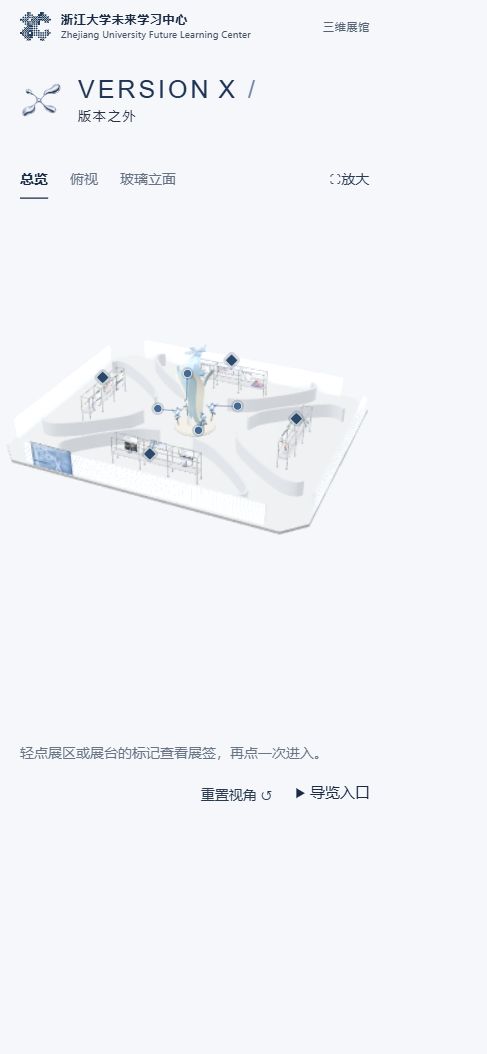 浙江大学未来学习中心
Zhejiang University Future Learning Center
三维展馆
VERSION X /
版本之外
总览 俯视 玻璃立面 放大
轻点展区或展台的标记查看展签，再点一次进入。
重置视角 ↺ ▶ 导览入口